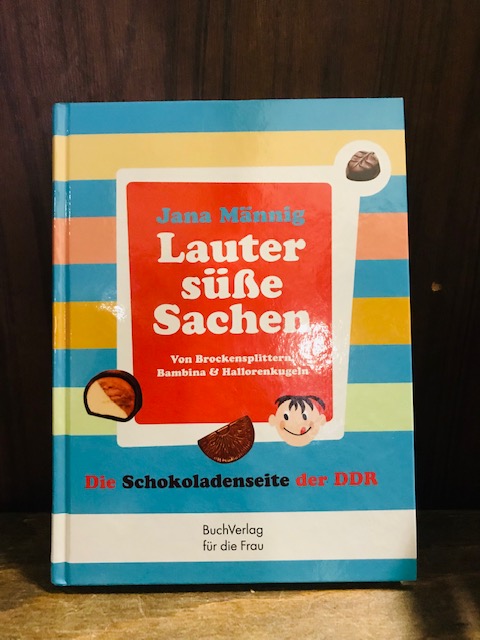 Jana Männig
Lauter
süße
Sachen
Von Brockensplittern,
Bambina & Hallorenkugeln
Die Schokoladenseite der DDR
BuchVerlag
für die Frau